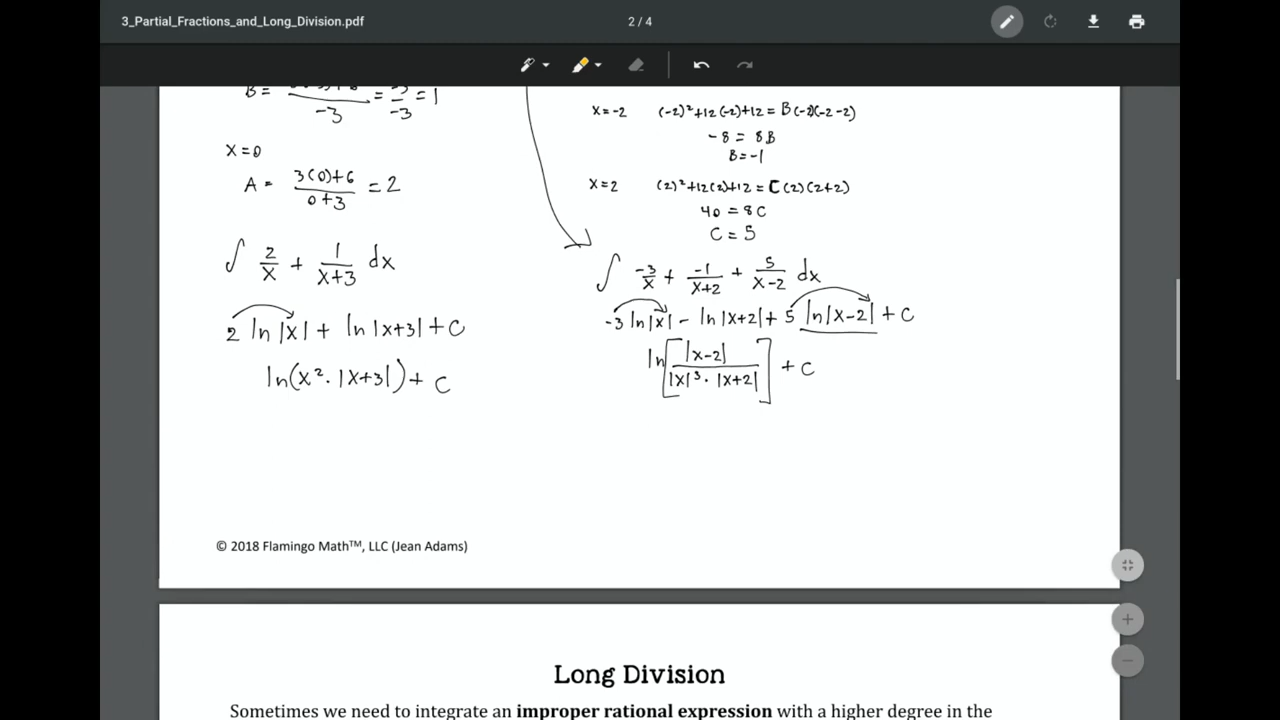 3_Partial_Fractions_and_Long_Division.pdf
2 / 4
B = ‾‾‾/-3 = -3/-3 = 1
x=0
A = 3(0)+6/0+3 = 2
∫ 2/x + 1/x+3 dx
2 ln|x| + ln|x+3| + C
ln(x² · |x+3|) + C
x=-2 (-2)²+12(-2)+12 = B(-2)(-2-2)
-8 = 8B
B=-1
x=2 (2)²+12(2)+12 = C(2)(2+2)
40 = 8C
C = 5
∫ -3/x + -1/x+2 + 5/x-2 dx
-3 ln|x| - ln|x+2| + 5 ln|x-2| + C
ln[|x-2|/|x|³ · |x+2|] + C
© 2018 Flamingo Math™, LLC (Jean Adams)
Long Division
Sometimes we need to integrate an improper rational expression with a higher degree in the